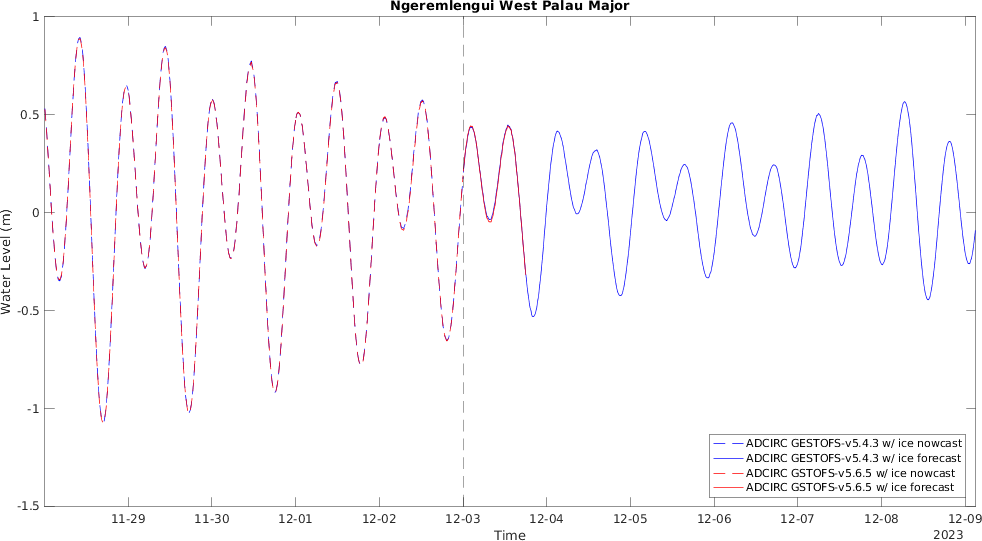 Ngeremlengui West Palau Major
1
0.5
0
-0.5
-1
-1.5
Water Level (m)
11-29
11-30
12-01
12-02
12-03
12-04
12-05
12-06
12-07
12-08
12-09
2023
Time
ADCIRC GESTOFS-v5.4.3 w/ ice nowcast
ADCIRC GESTOFS-v5.4.3 w/ ice forecast
ADCIRC GSTOFS-v5.6.5 w/ ice nowcast
ADCIRC GSTOFS-v5.6.5 w/ ice forecast